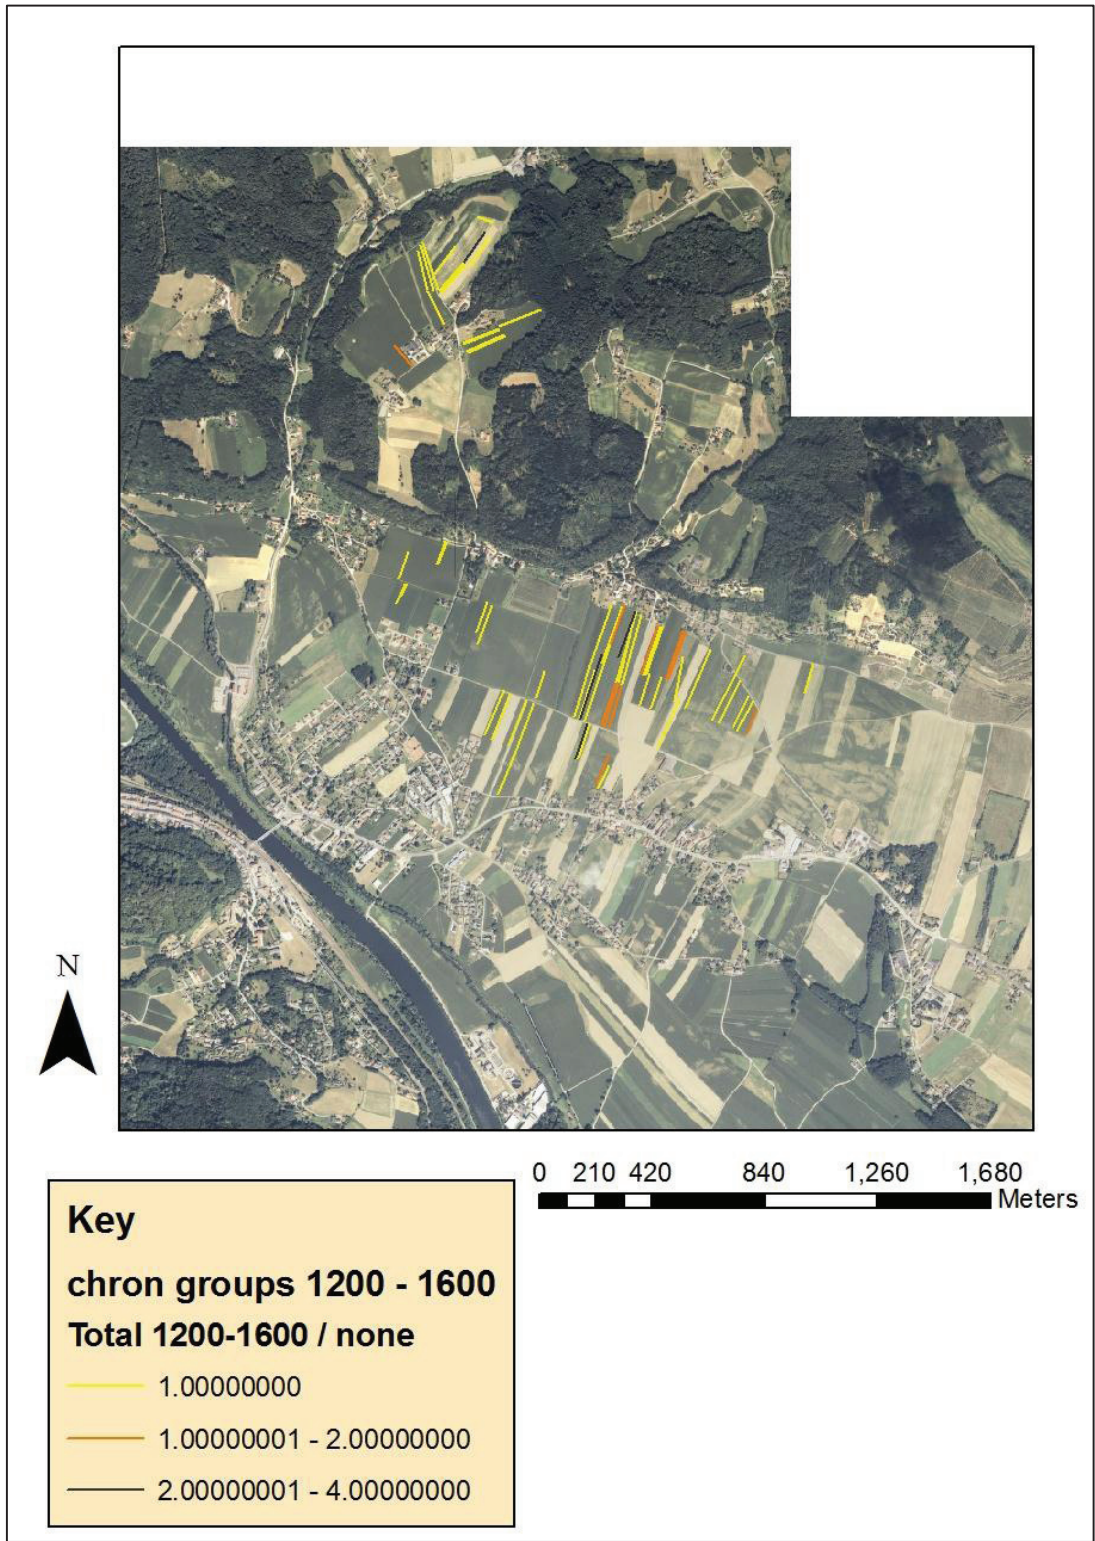 N
0 210 420 840 1,260 1,680
Meters
Key
chron groups 1200 - 1600
Total 1200-1600 / none
1.00000000
1.00000001 - 2.00000000
2.00000001 - 4.00000000